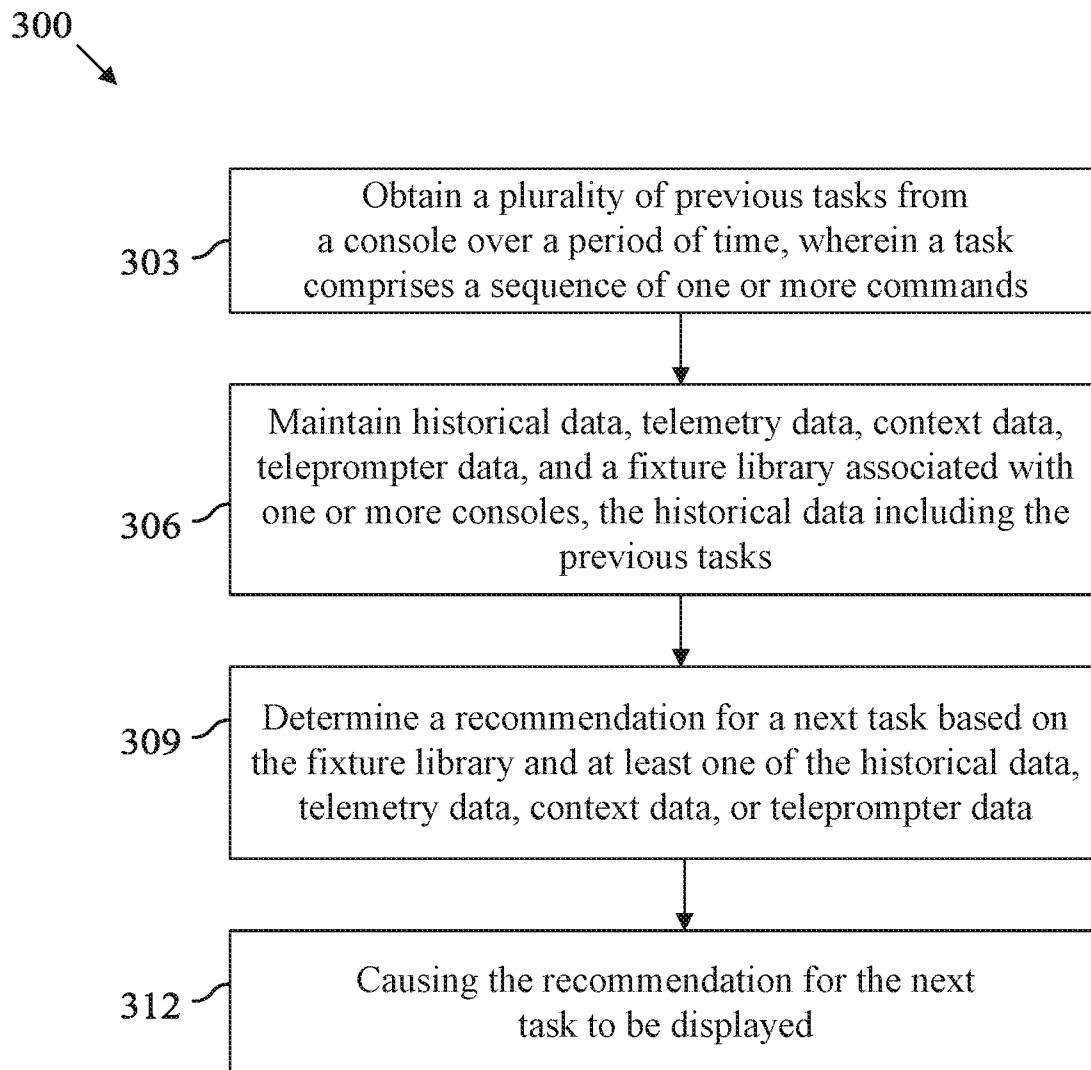 300
303
Obtain a plurality of previous tasks from
a console over a period of time, wherein a task
comprises a sequence of one or more commands
306
Maintain historical data, telemetry data, context data,
teleprompter data, and a fixture library associated with
one or more consoles, the historical data including the
previous tasks
309
Determine a recommendation for a next task based on
the fixture library and at least one of the historical data,
telemetry data, context data, or teleprompter data
312
Causing the recommendation for the next
task to be displayed